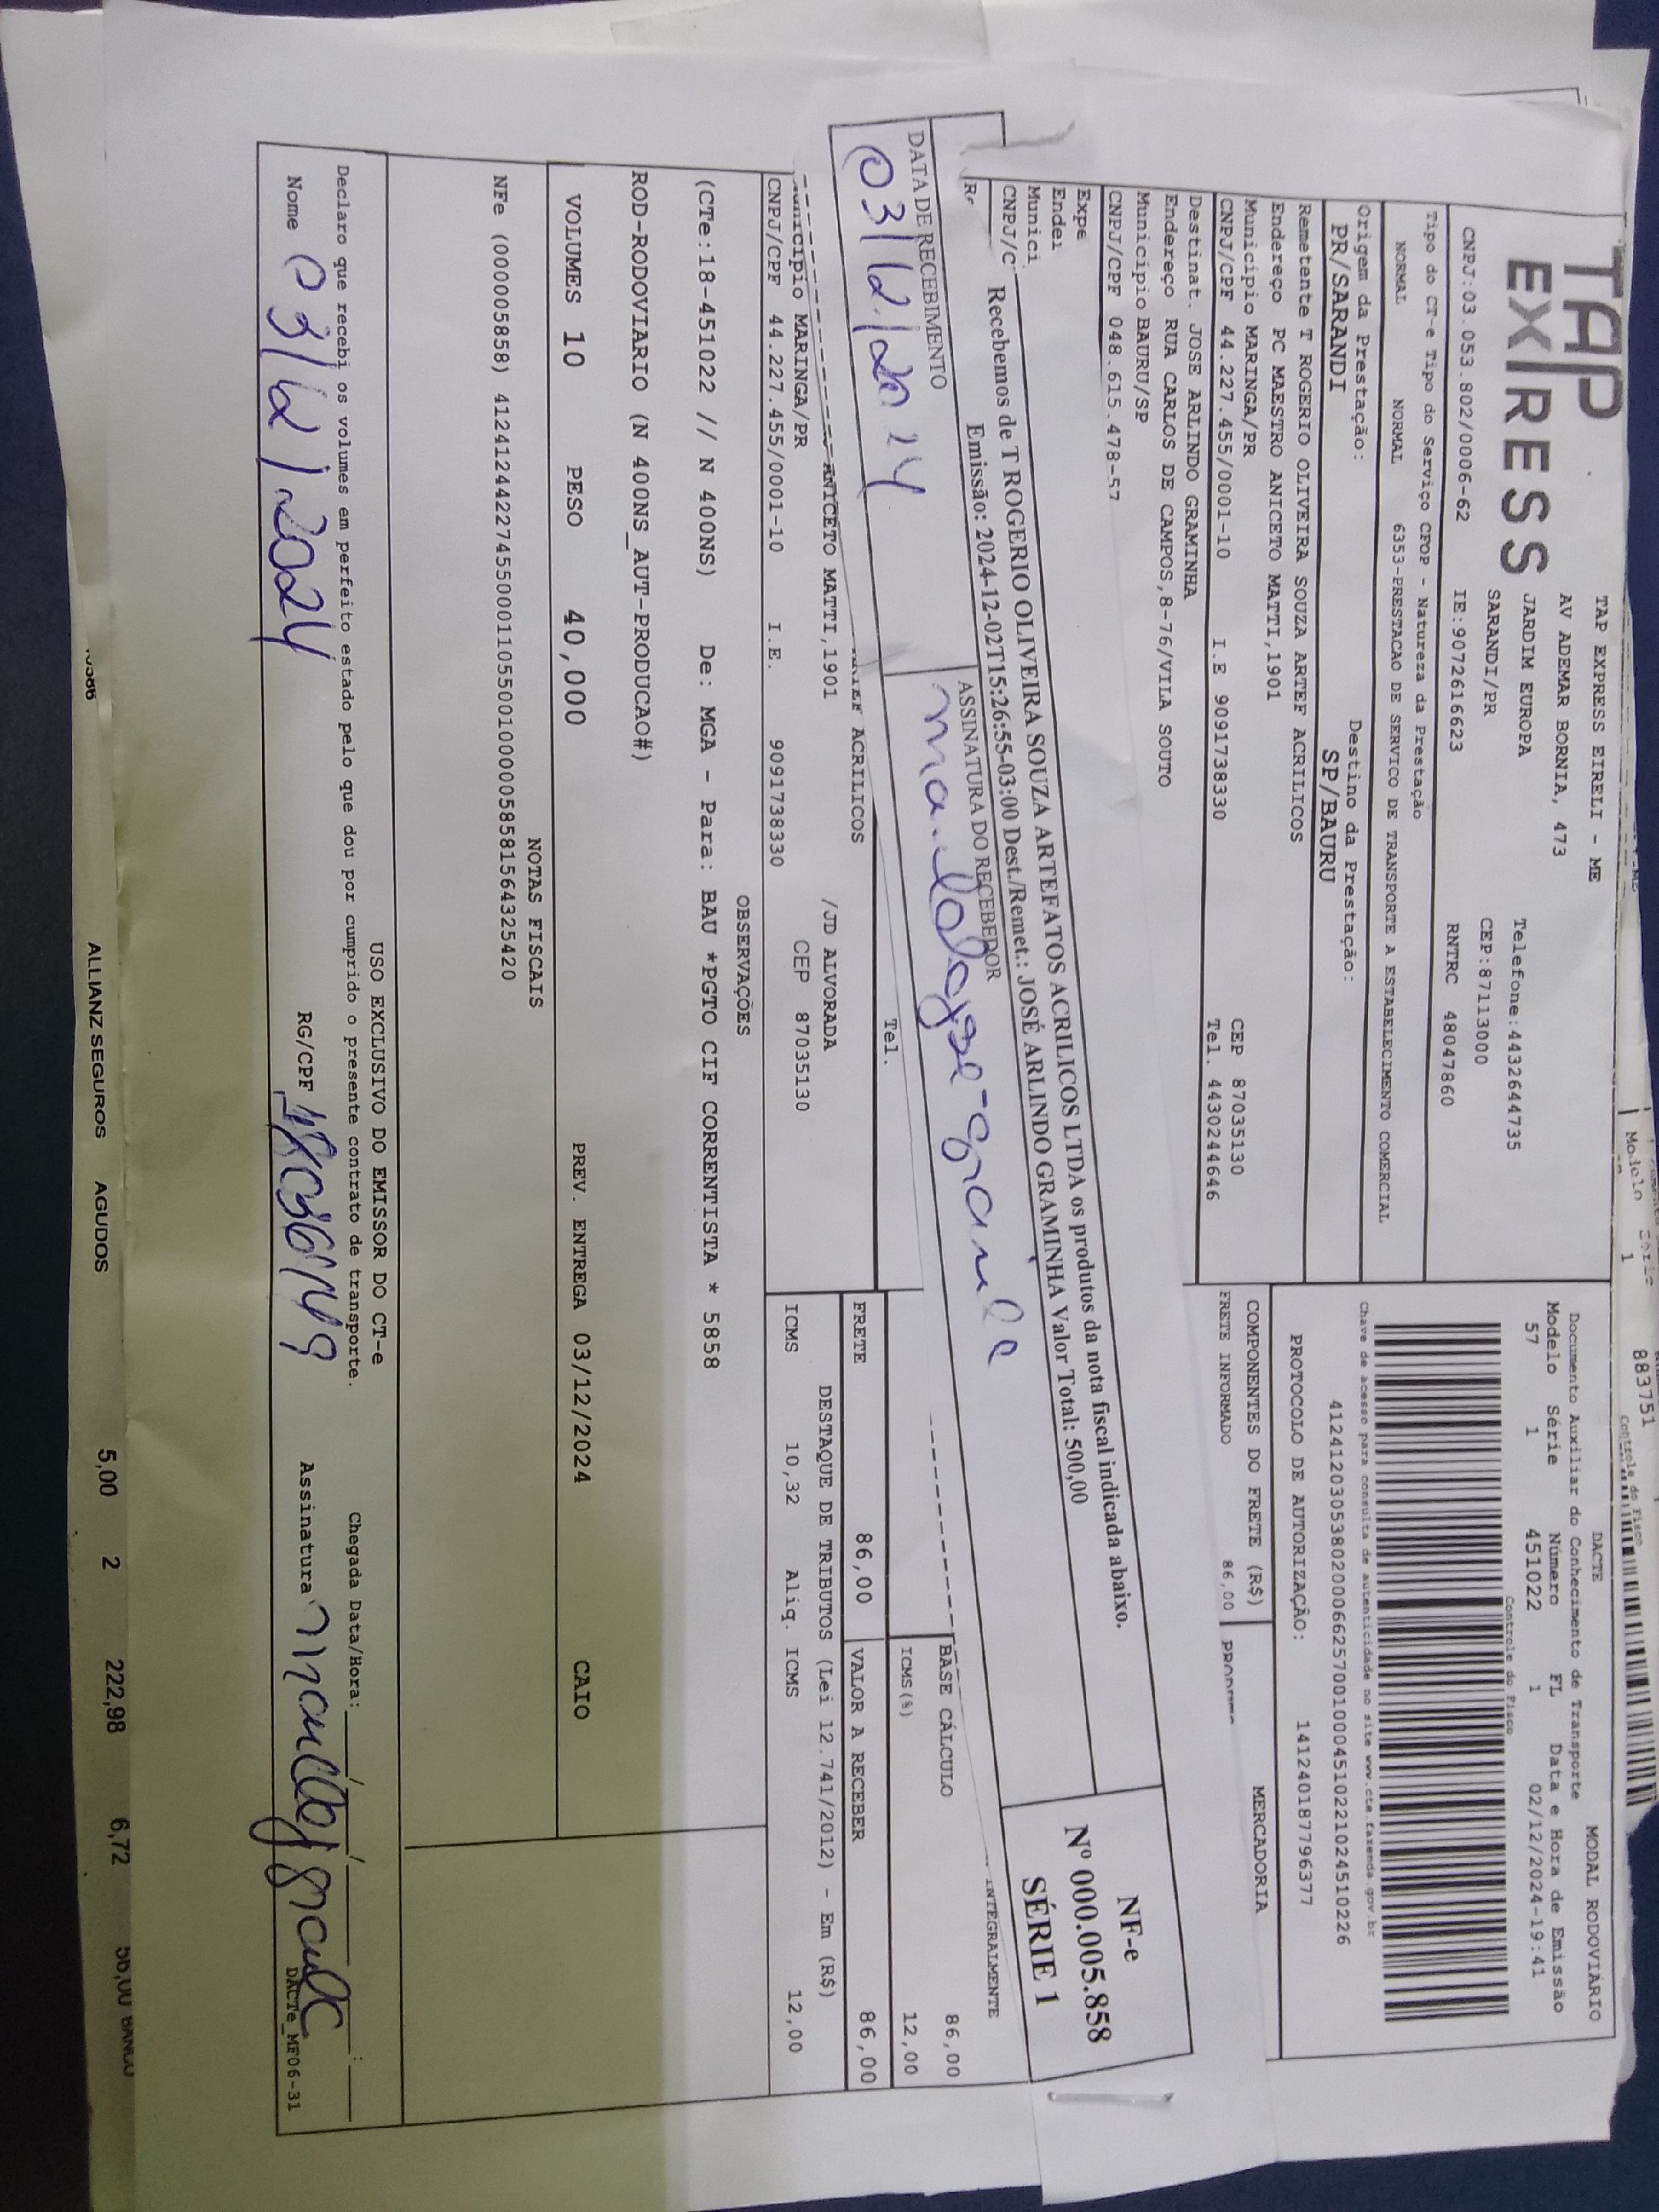 883751
Modelo
1
Controle do Fisco
TAP
EXPRESS
TAP EXPRESS EIRELI - ME
AV ADEMAR BORNIA, 473
JARDIM EUROPA
SARANDI/PR
Telefone:4432644735
CEP:87113000
CNPJ:03.053.802/0006-62 IE:9072616623 RNTRC 48047860
DACTE MODAL RODOVIÁRIO
Documento Auxiliar do Conhecimento de Transporte
Modelo Série Número FL Data e Hora de Emissão
57 1 451022 1 02/12/2024-19:41
Controle do Fisco
Tipo do CT-e Tipo do Serviço CFOP - Natureza da Prestação
NORMAL NORMAL 6353-PRESTACAO DE SERVICO DE TRANSPORTE A ESTABELECIMENTO COMERCIAL
Chave de acesso para consulta de autenticidade no site www.cte.fazenda.gov.br
41241203053802000662570010004510221024510226
Origem da Prestação: Destino da Prestação:
PR/SARANDI SP/BAURU
PROTOCOLO DE AUTORIZAÇÃO: 141240187796377
Remetente T ROGERIO OLIVEIRA SOUZA ARTEF ACRILICOS
Endereço PC MAESTRO ANICETO MATTI,1901
Município MARINGA/PR CEP 87035130
CNPJ/CPF 44.227.455/0001-10 I.E 9091738330 Tel. 4430244646
COMPONENTES DO FRETE (R$) MERCADORIA
FRETE INFORMADO 86,00
Destinat. JOSE ARLINDO GRAMINHA
Endereço RUA CARLOS DE CAMPOS,8-76/VILA SOUTO
Município BAURU/SP
CNPJ/CPF 048.615.478-57
Expe
Endei
Munici
CNPJ/C
Recebemos de T ROGERIO OLIVEIRA SOUZA ARTEFATOS ACRILICOS LTDA os produtos da nota fiscal indicada abaixo.
Emissão: 2024-12-02T15:26:55-03:00 Dest./Remet.: JOSÉ ARLINDO GRAMINHA Valor Total: 500,00
NF-e
Nº 000.005.858
SÉRIE 1
DATA DE RECEBIMENTO ASSINATURA DO RECEBEDOR
03/12/2024
INTEGRALMENTE
BASE CÁLCULO 86,00
ICMS(%) 12,00
Tel.
FRETE 86,00 VALOR A RECEBER 86,00
ACRILICOS
ANICETO MATTI,1901 /JD ALVORADA
Município MARINGA/PR CEP 87035130
CNPJ/CPF 44.227.455/0001-10 I.E. 9091738330
DESTAQUE DE TRIBUTOS (Lei 12.741/2012) - Em (R$)
ICMS 10,32 Aliq. ICMS 12,00
OBSERVAÇÕES
(CTe:18-451022 // N 400NS) De: MGA - Para: BAU *PGTO CIF CORRENTISTA * 5858
ROD-RODOVIARIO (N 400NS_AUT-PRODUCAO#)
VOLUMES 10 PESO 40,000 PREV. ENTREGA 03/12/2024 CAIO
NOTAS FISCAIS
NFe (000005858) 41241244227455000110550010000058581564325420
USO EXCLUSIVO DO EMISSOR DO CT-e
Declaro que recebi os volumes em perfeito estado pelo que dou por cumprido o presente contrato de transporte. Chegada Data/Hora:
Nome 03/12/2024 RG/CPF Assinatura
DACTe_MF06-31
ALLIANZ SEGUROS AGUDOS 5,00 2 222,98 6,72